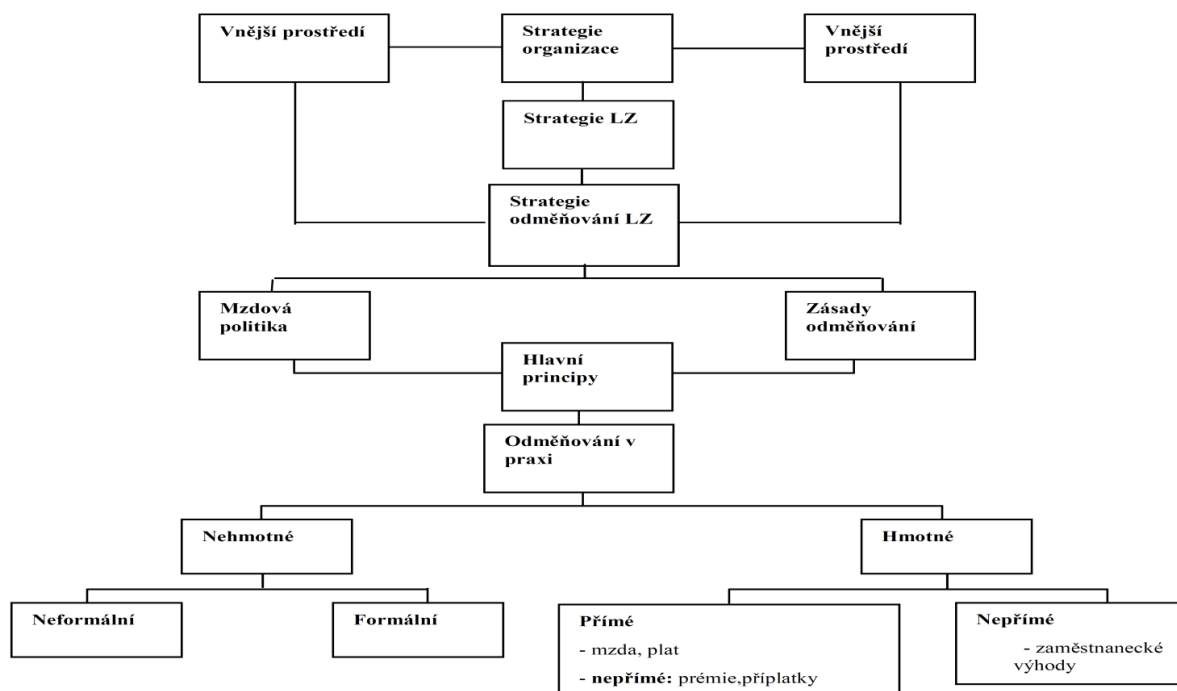 Vnější prostředí
Strategie
organizace
Vnější
prostředí
Strategie LZ
Strategie
odměňování LZ
Mzdová
politika
Zásady
odměňování
Hlavní
principy
Odměňování v
praxi
Nehmotné
Hmotné
Neformální
Formální
Přímé
- mzda, plat
- nepřímé: prémie,příplatky
Nepřímé
- zaměstnanecké
výhody